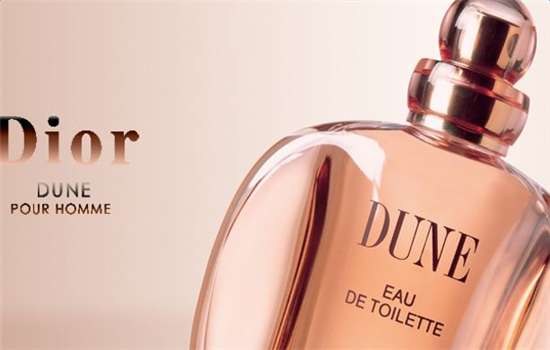 Dior
DUNE
POUR HOMME
DUNE
EAU
DE TOILETTE